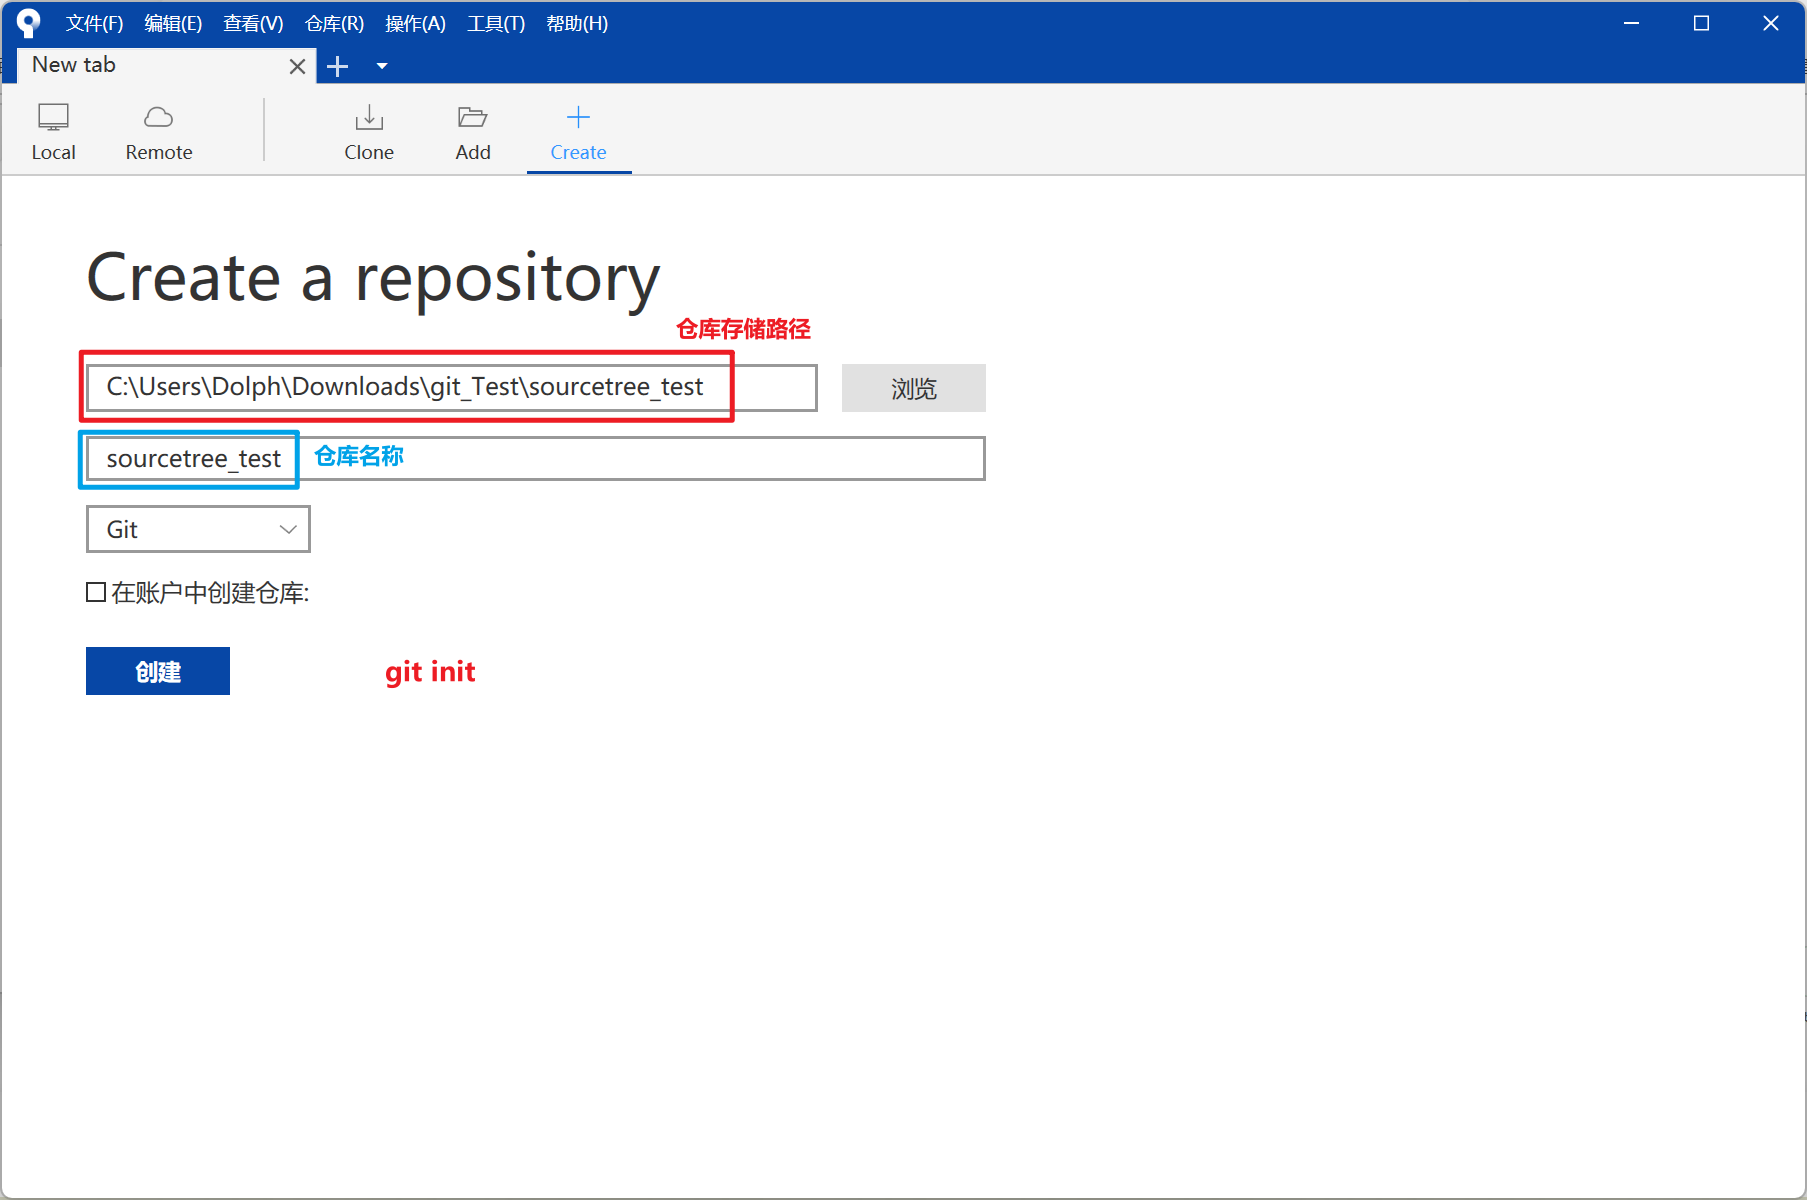 文件(F) 编辑(E) 查看(V) 仓库(R) 操作(A) 工具(T) 帮助(H)
New tab
Local Remote Clone Add Create
Create a repository
仓库存储路径
C:\Users\Dolph\Downloads\git_Test\sourcetree_test 浏览
sourcetree_test 仓库名称
Git
在账户中创建仓库:
创建 git init